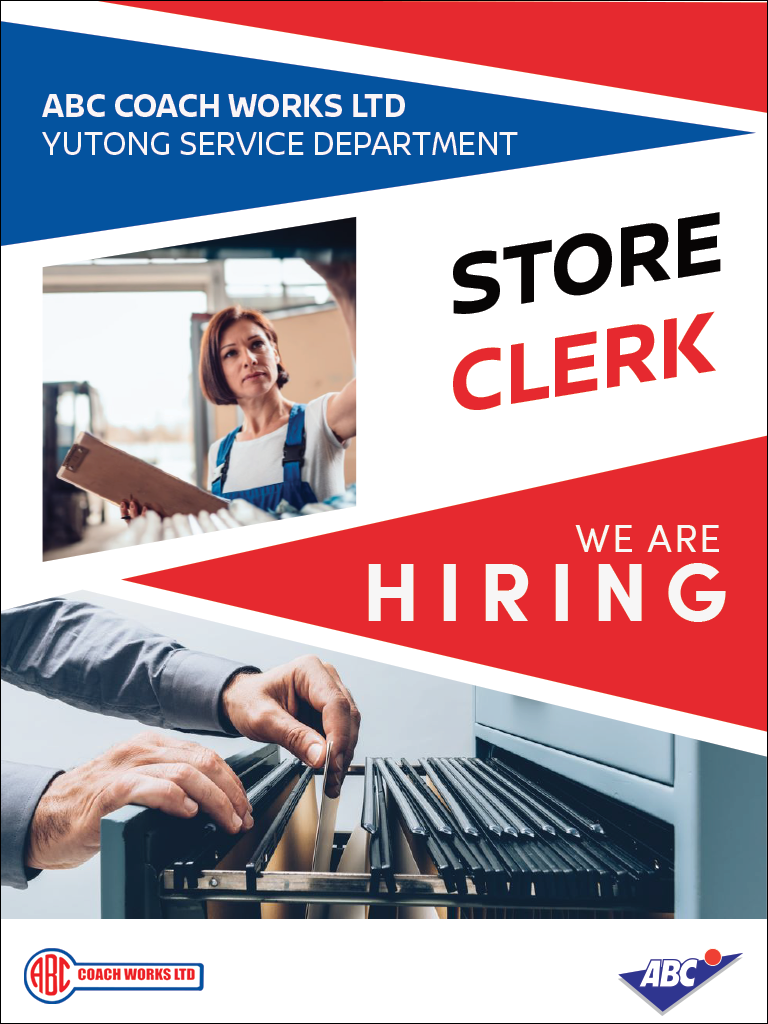 ABC COACH WORKS LTD
YUTONG SERVICE DEPARTMENT
STORE
CLERK
WE ARE
HIRING
ABC COACH WORKS LTD
ABC